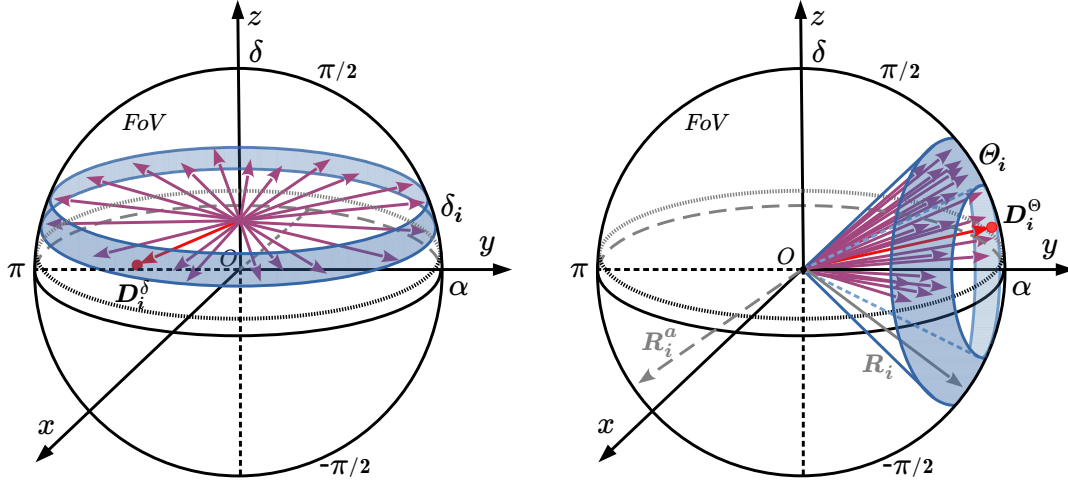 z
δ
π/2
FoV
δ_i
y
π
O
D_i^δ
α
x
-π/2
z
δ
π/2
FoV
Θ_i
D_i^Θ
y
π
O
α
R_i^a
R_i
x
-π/2